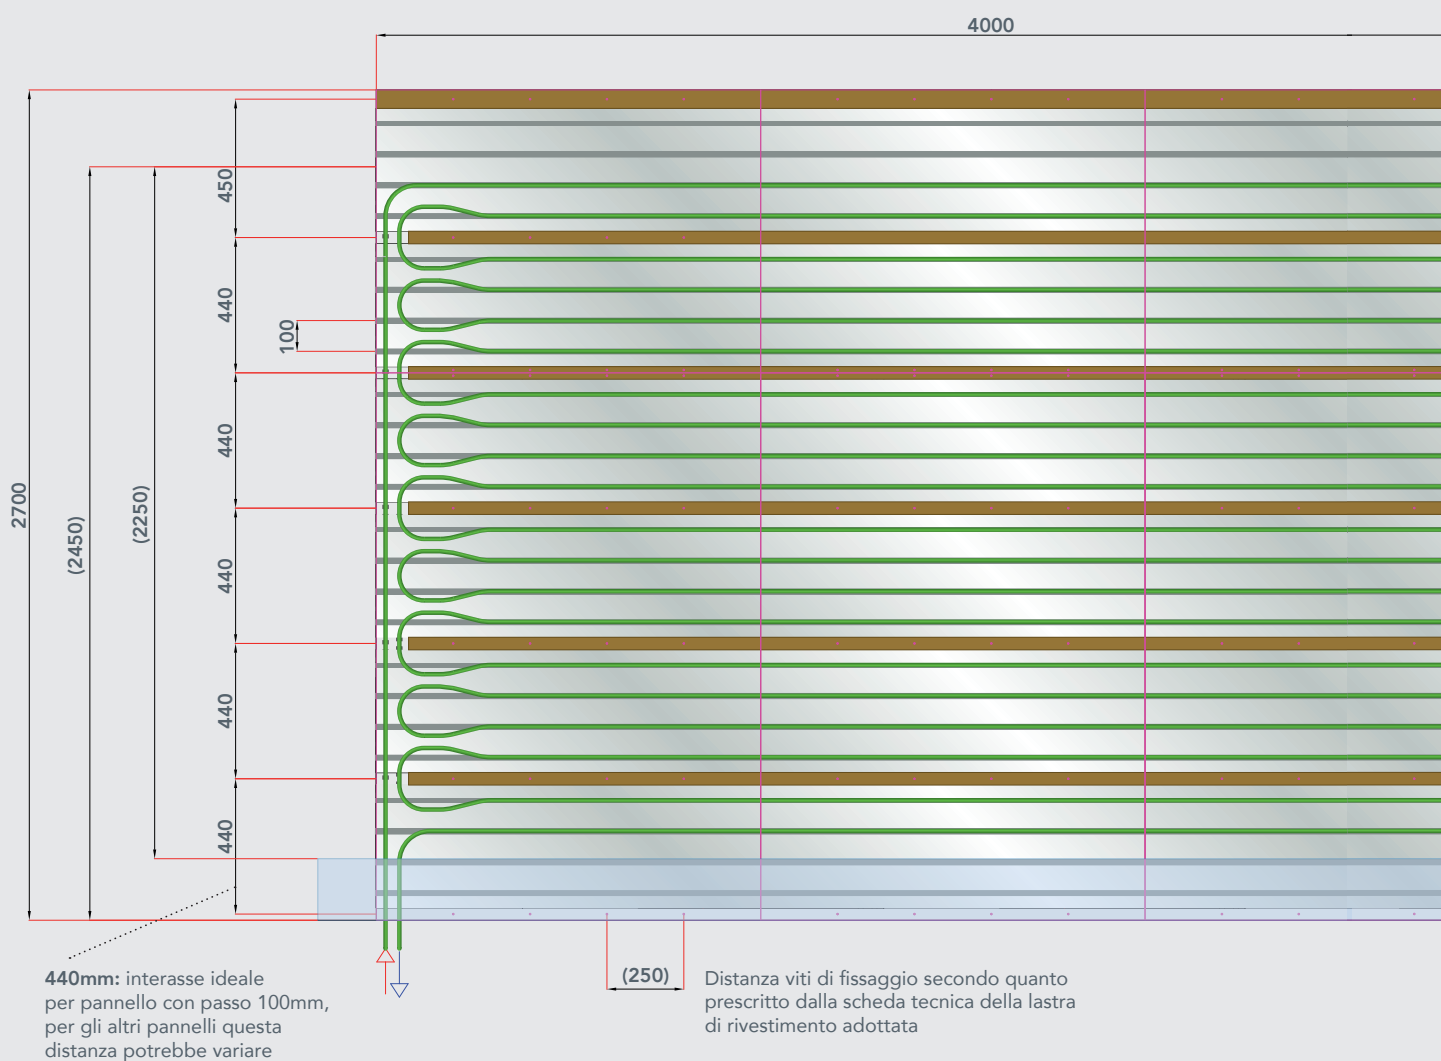 4000
450
440
100
440
2700
(2450)
(2250)
440
440
440
(250)
440mm: interasse ideale
per pannello con passo 100mm,
per gli altri pannelli questa
distanza potrebbe variare
Distanza viti di fissaggio secondo quanto
prescritto dalla scheda tecnica della lastra
di rivestimento adottata